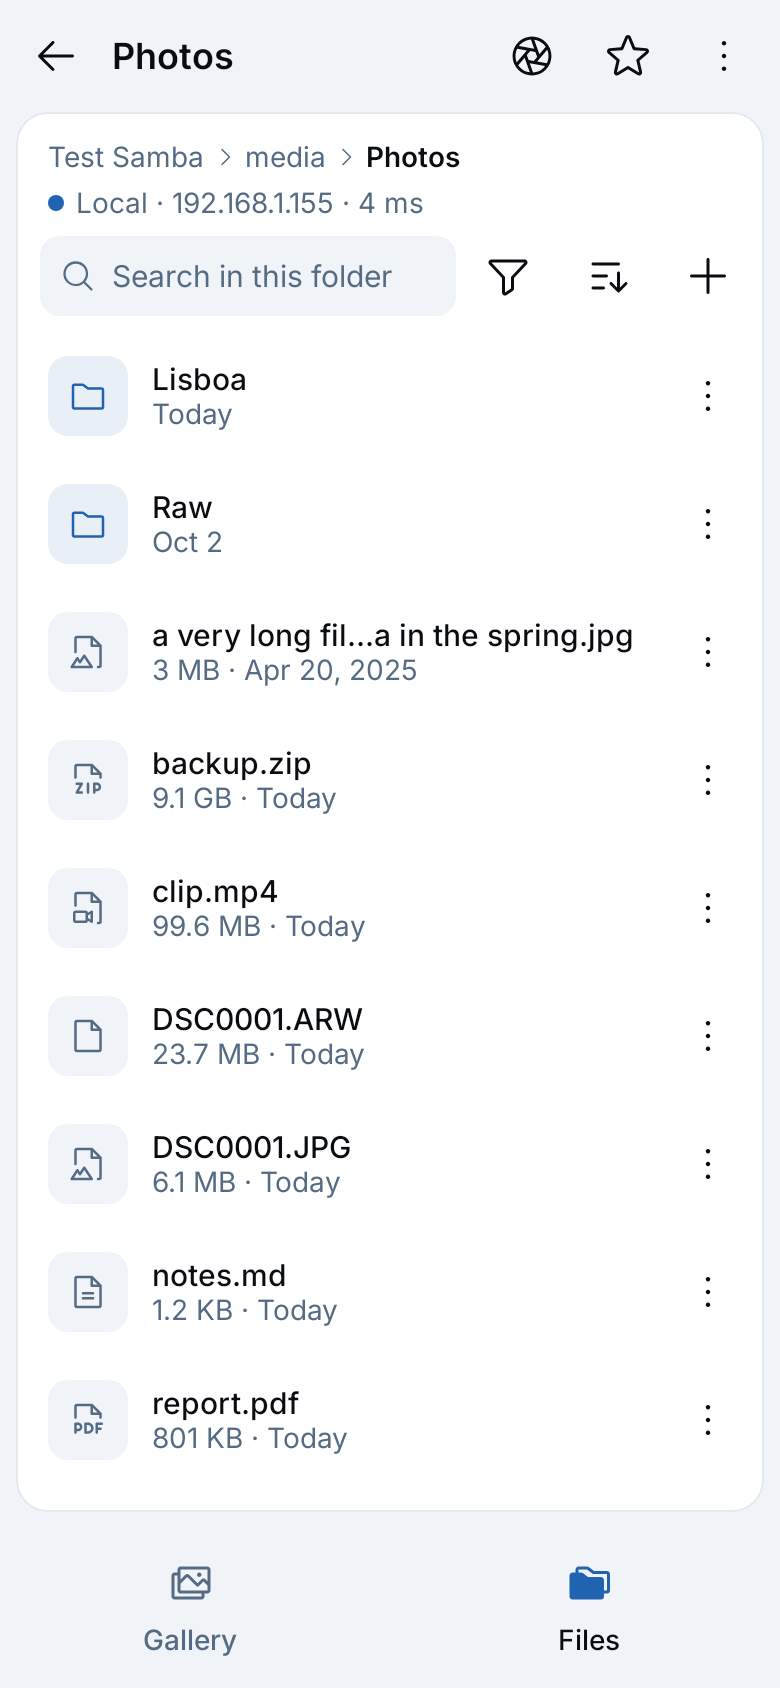 Photos
Test Samba > media > Photos
Local · 192.168.1.155 · 4 ms
Search in this folder
Lisboa
Today
Raw
Oct 2
a very long fil...a in the spring.jpg
3 MB · Apr 20, 2025
ZIP
backup.zip
9.1 GB · Today
clip.mp4
99.6 MB · Today
DSC0001.ARW
23.7 MB · Today
DSC0001.JPG
6.1 MB · Today
notes.md
1.2 KB · Today
PDF
report.pdf
801 KB · Today
Gallery
Files